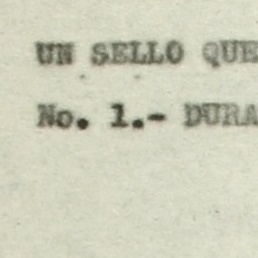 UN SELLO QUE
No. 1.- DURA